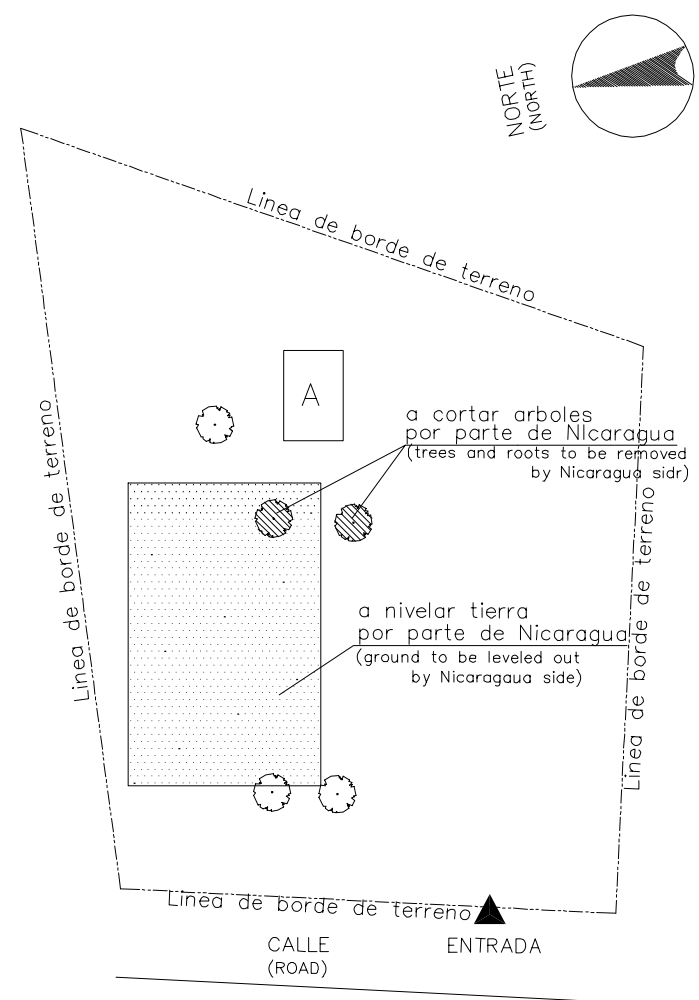 NORTE
(NORTH)
Linea de borde de terreno
A
a cortar arboles
por parte de NIcaragua
(trees and roots to be removed
by Nicaragua sidr)
Linea de borde de terreno
Linea de borde de terreno
a nivelar tierra
por parte de Nicaragua
(ground to be leveled out
by Nicaragaua side)
Linea de borde de terreno
CALLE
(ROAD)
ENTRADA